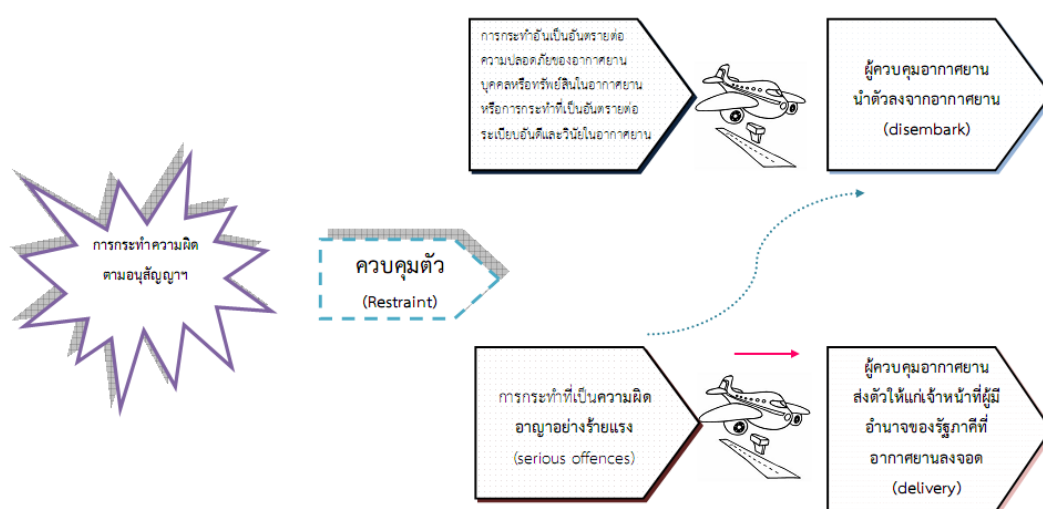 การกระทำความผิด
ตามอนุสัญญาฯ
ควบคุมตัว
(Restraint)
การกระทำอันเป็นอันตรายต่อ
ความปลอดภัยของอากาศยาน
บุคคลหรือทรัพย์สินในอากาศยาน
หรือการกระทำที่เป็นอันตรายต่อ
ระเบียบอันดีและวินัยในอากาศยาน
ผู้ควบคุมอากาศยาน
นำตัวลงจากอากาศยาน
(disembark)
การกระทำที่เป็นความผิด
อาญาอย่างร้ายแรง
(serious offences)
ผู้ควบคุมอากาศยาน
ส่งตัวให้แก่เจ้าหน้าที่ผู้มี
อำนาจของรัฐภาคีที่
อากาศยานลงจอด
(delivery)